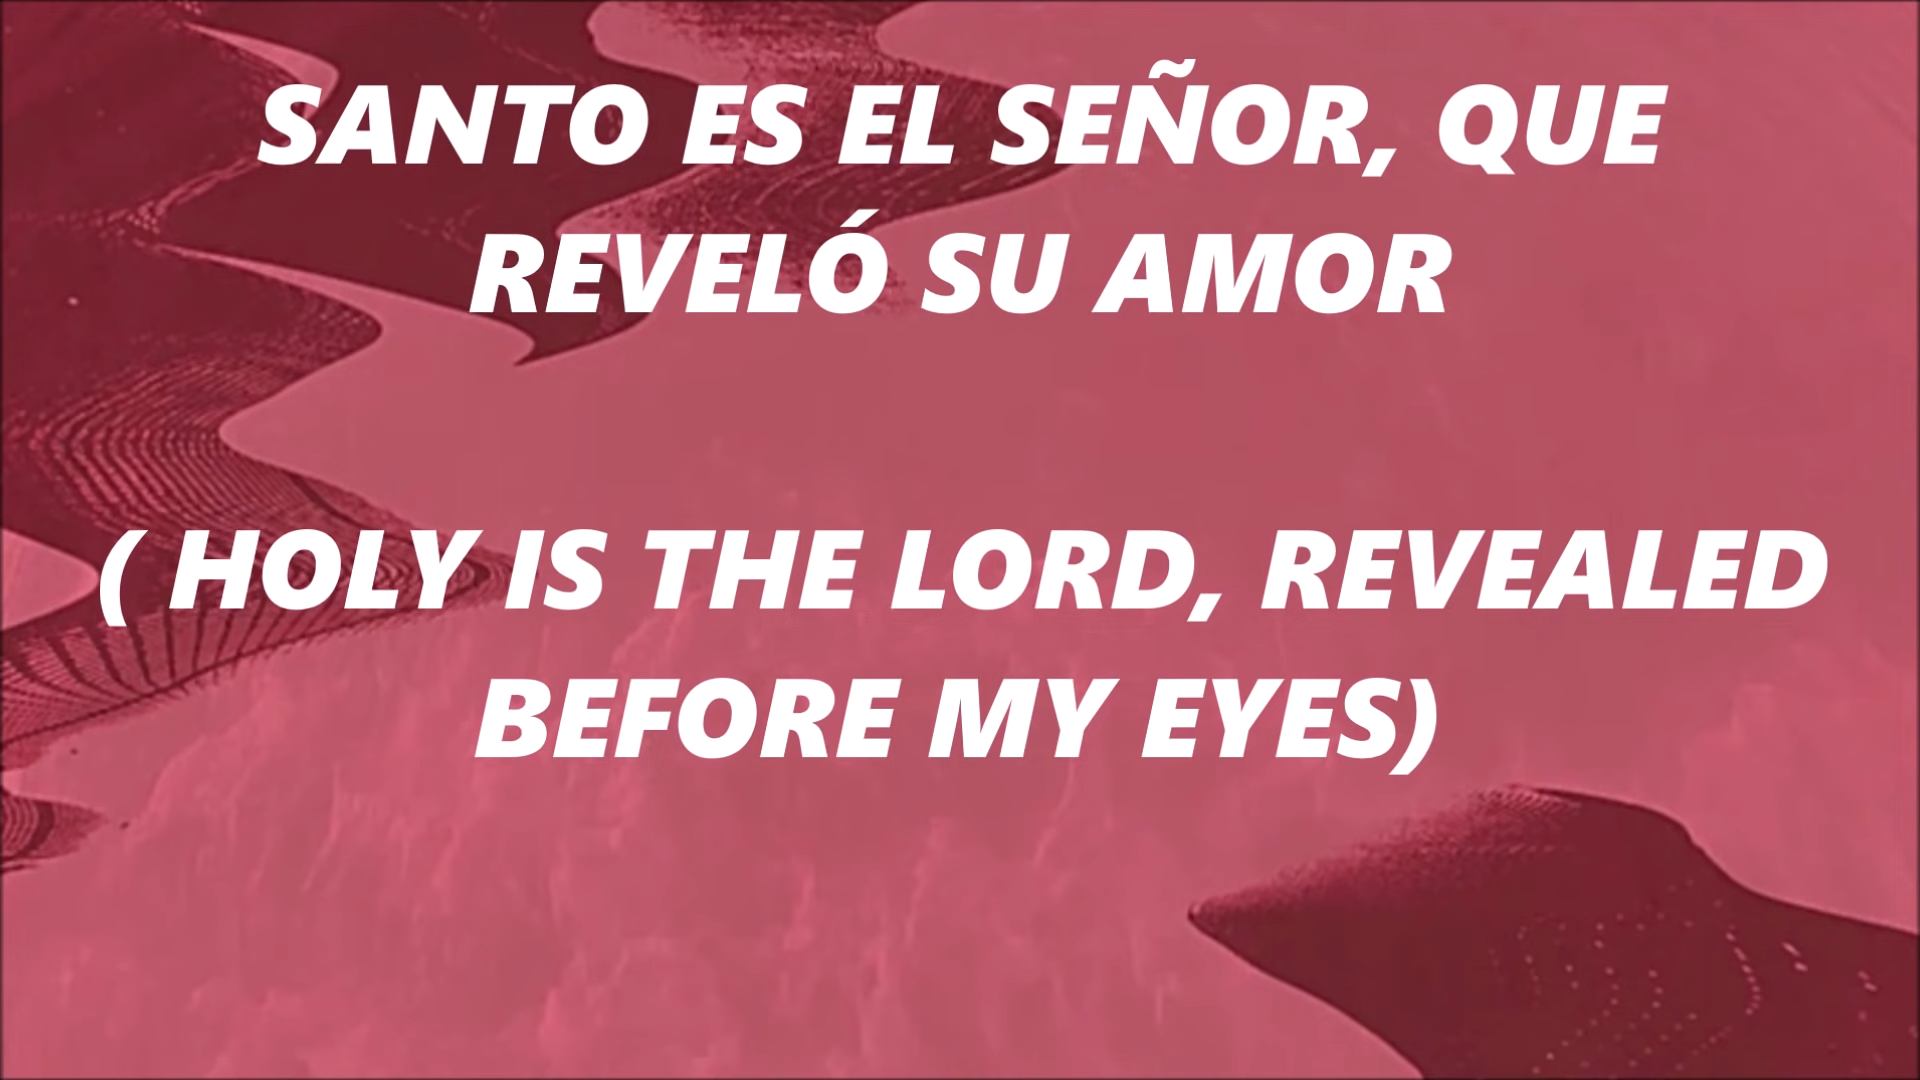 SANTO ES EL SEÑOR, QUE
REVELÓ SU AMOR
( HOLY IS THE LORD, REVEALED
BEFORE MY EYES)